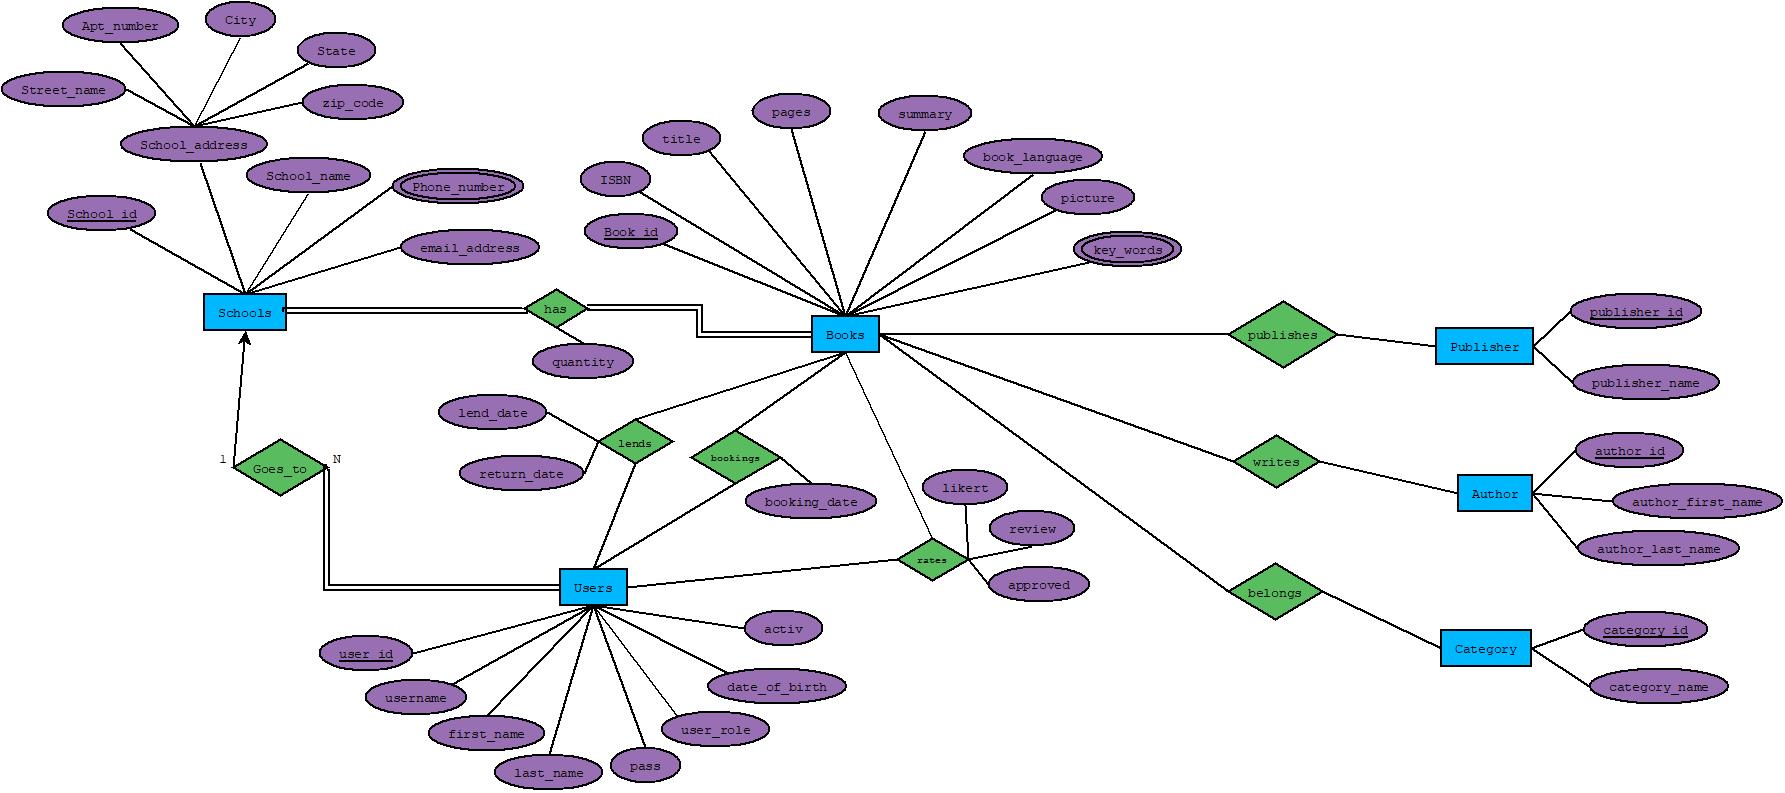 Apt_number
City
State
Street_name
zip_code
School_address
School_name
Phone_number
School_id
email_address
Schools
has
quantity
pages
summary
title
book_language
ISBN
picture
Book_id
key_words
Books
publishes
publisher_id
Publisher
publisher_name
lend_date
lends
return_date
bookings
booking_date
1
Goes_to
N
writes
author_id
Author
author_first_name
author_last_name
likert
review
rates
approved
belongs
category_id
Category
category_name
Users
activ
user_id
date_of_birth
username
user_role
first_name
pass
last_name